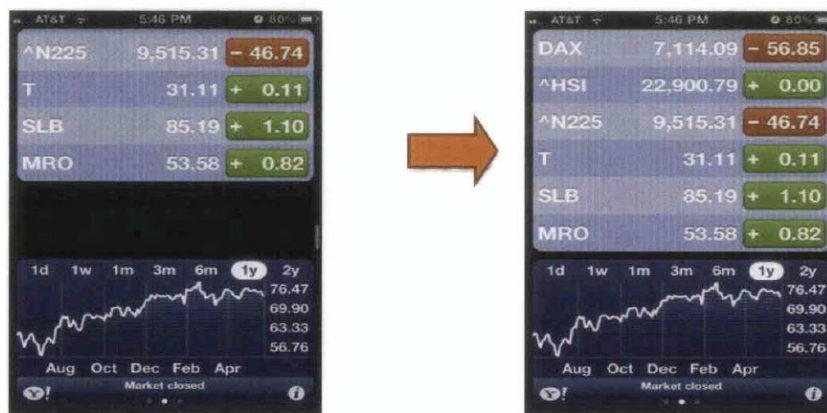 AT&T 5:46 PM 80%
^N225 9,515.31 - 46.74
T 31.11 + 0.11
SLB 85.19 + 1.10
MRO 53.58 + 0.82
1d 1w 1m 3m 6m 1y 2y
76.47
69.90
63.33
56.76
Aug Oct Dec Feb Apr
Market closed
Y!
i
AT&T 5:46 PM 80%
DAX 7,114.09 - 56.85
^HSI 22,900.79 + 0.00
^N225 9,515.31 - 46.74
T 31.11 + 0.11
SLB 85.19 + 1.10
MRO 53.58 + 0.82
1d 1w 1m 3m 6m 1y 2y
76.47
69.90
63.33
56.76
Aug Oct Dec Feb Apr
Market closed
Y!
i